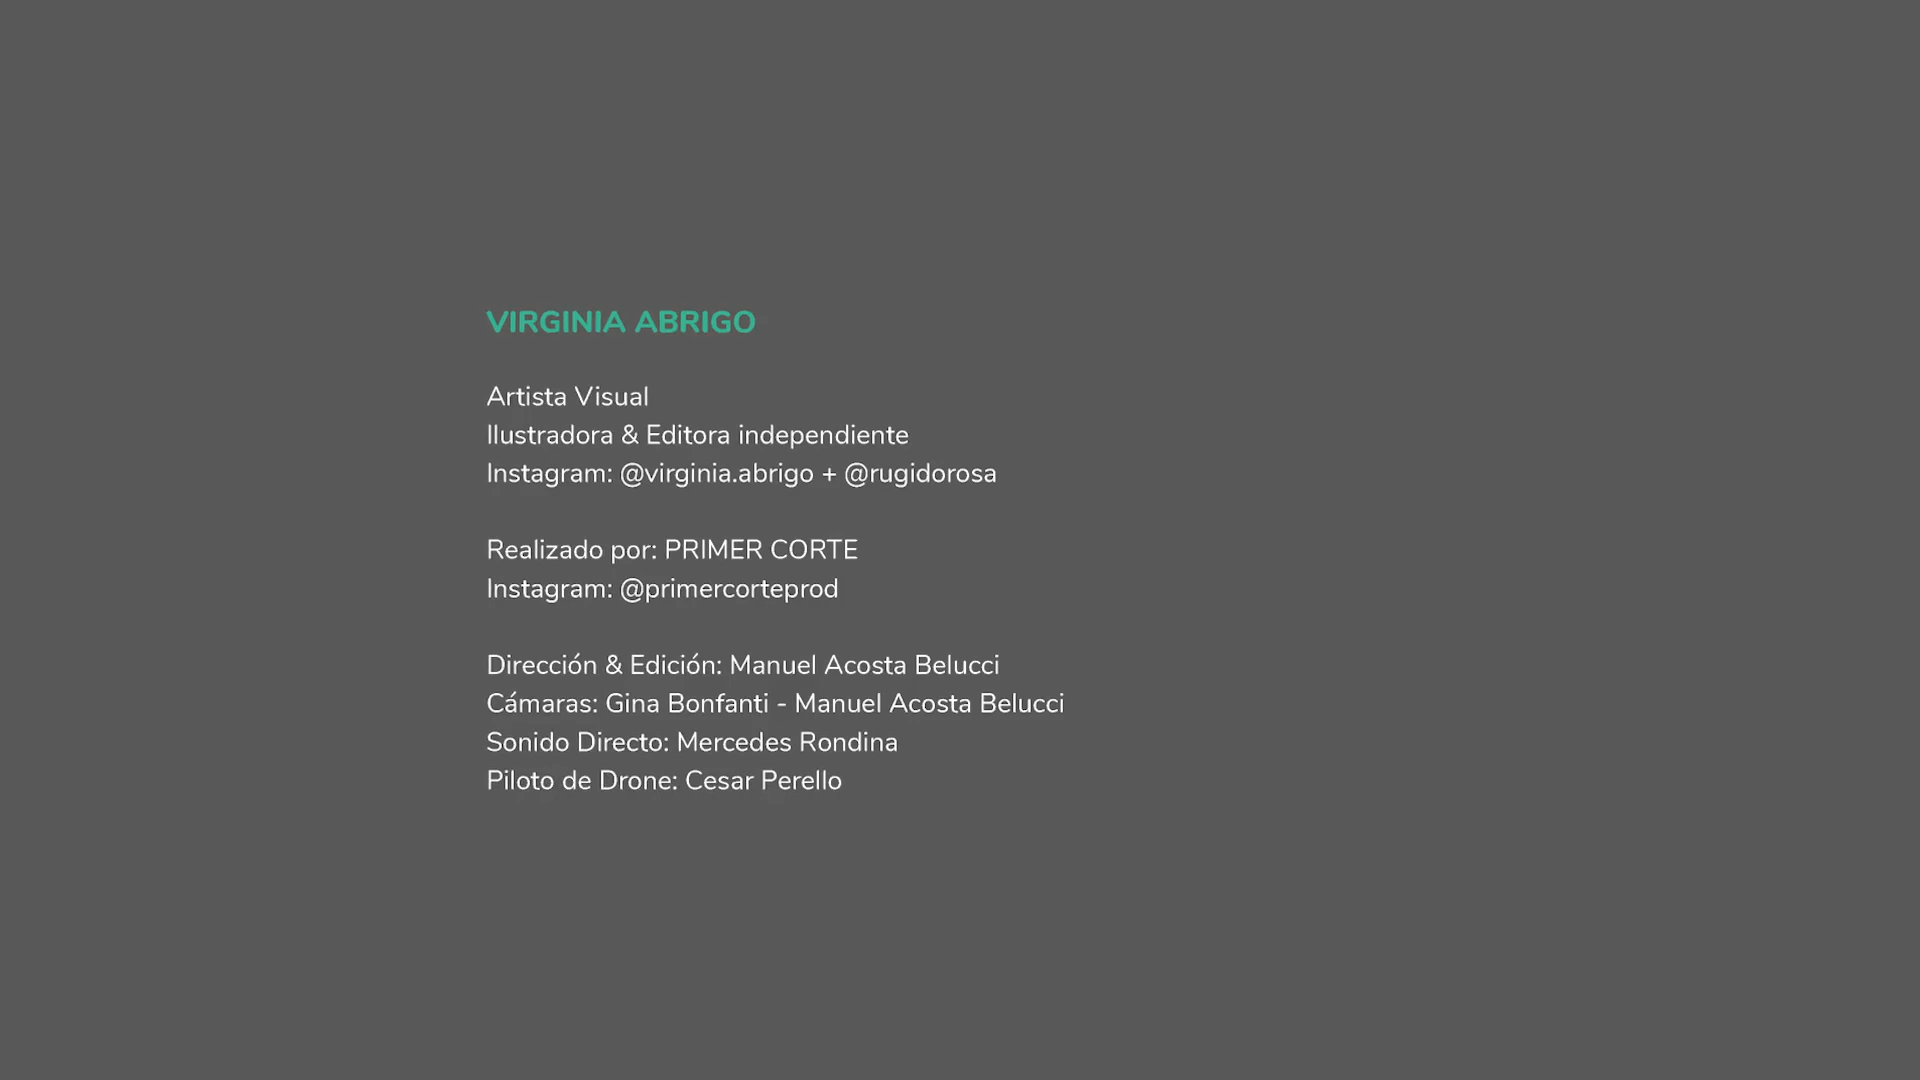 VIRGINIA ABRIGO
Artista Visual
Ilustradora & Editora independiente
Instagram: @virginia.abrigo + @rugidorosa
Realizado por: PRIMER CORTE
Instagram: @primercorteprod
Dirección & Edición: Manuel Acosta Belucci
Cámaras: Gina Bonfanti - Manuel Acosta Belucci
Sonido Directo: Mercedes Rondina
Piloto de Drone: Cesar Perello